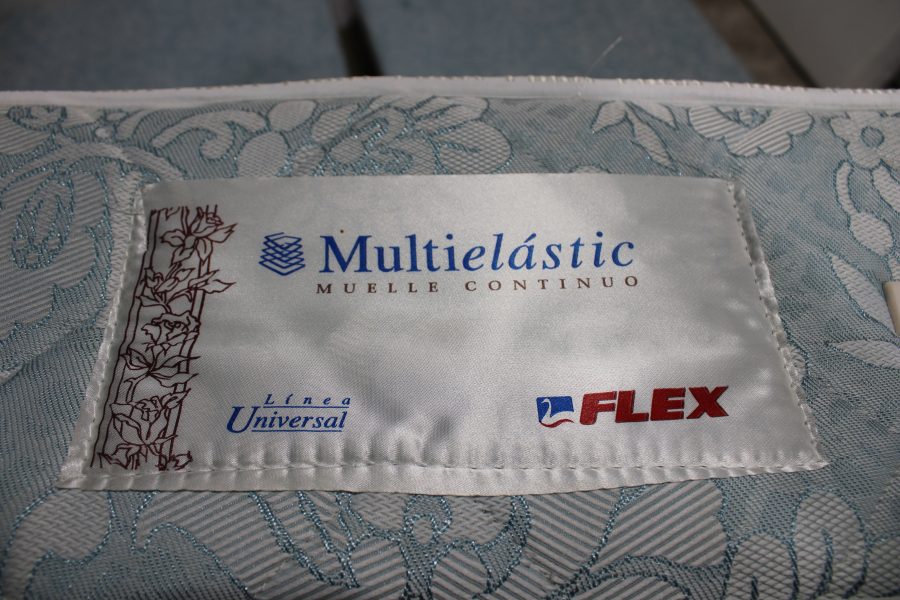 Multielástic
MUELLE CONTINUO
Línea
Universal
FLEX